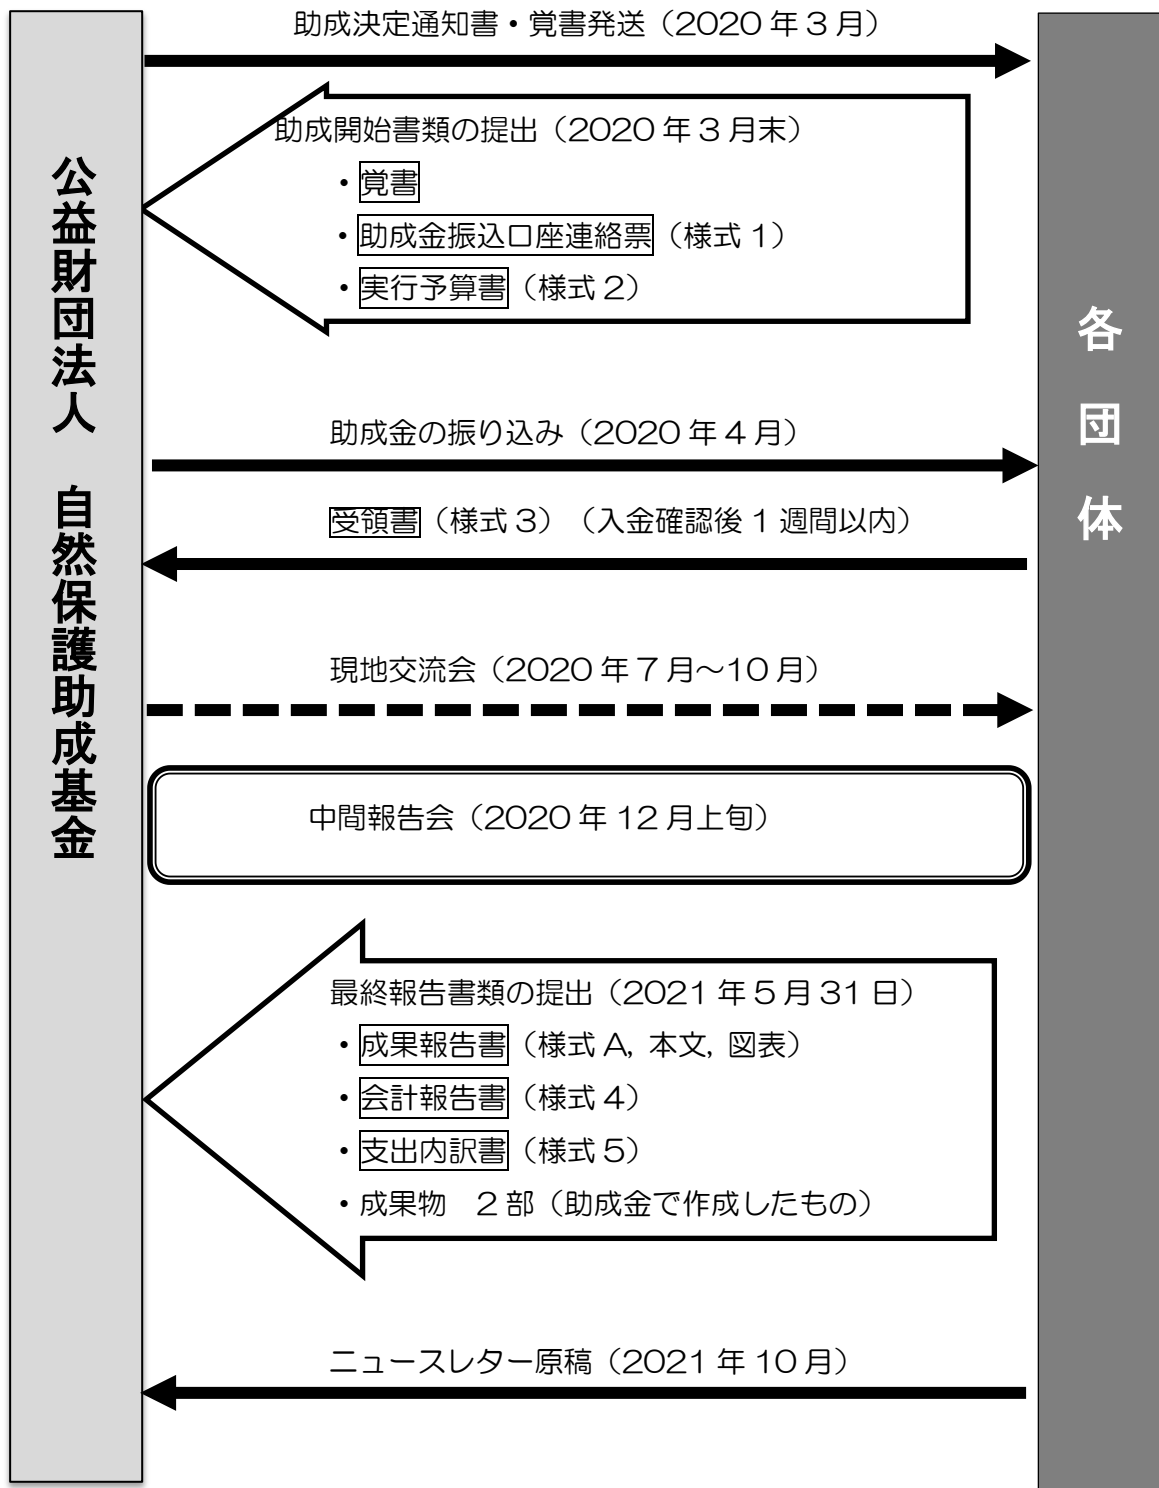 助成決定通知書・覚書発送（2020 年 3 月）
公益財団法人　自然保護助成基金
各団体
助成開始書類の提出（2020 年 3 月末）
・覚書
・助成金振込口座連絡票（様式 1）
・実行予算書（様式 2）
助成金の振り込み（2020 年 4 月）
受領書（様式 3）（入金確認後 1 週間以内）
現地交流会（2020 年 7 月～10 月）
中間報告会（2020 年 12 月上旬）
最終報告書類の提出（2021 年 5 月 31 日）
・成果報告書（様式 A, 本文, 図表）
・会計報告書（様式 4）
・支出内訳書（様式 5）
・成果物　2 部（助成金で作成したもの）
ニュースレター原稿（2021 年 10 月）